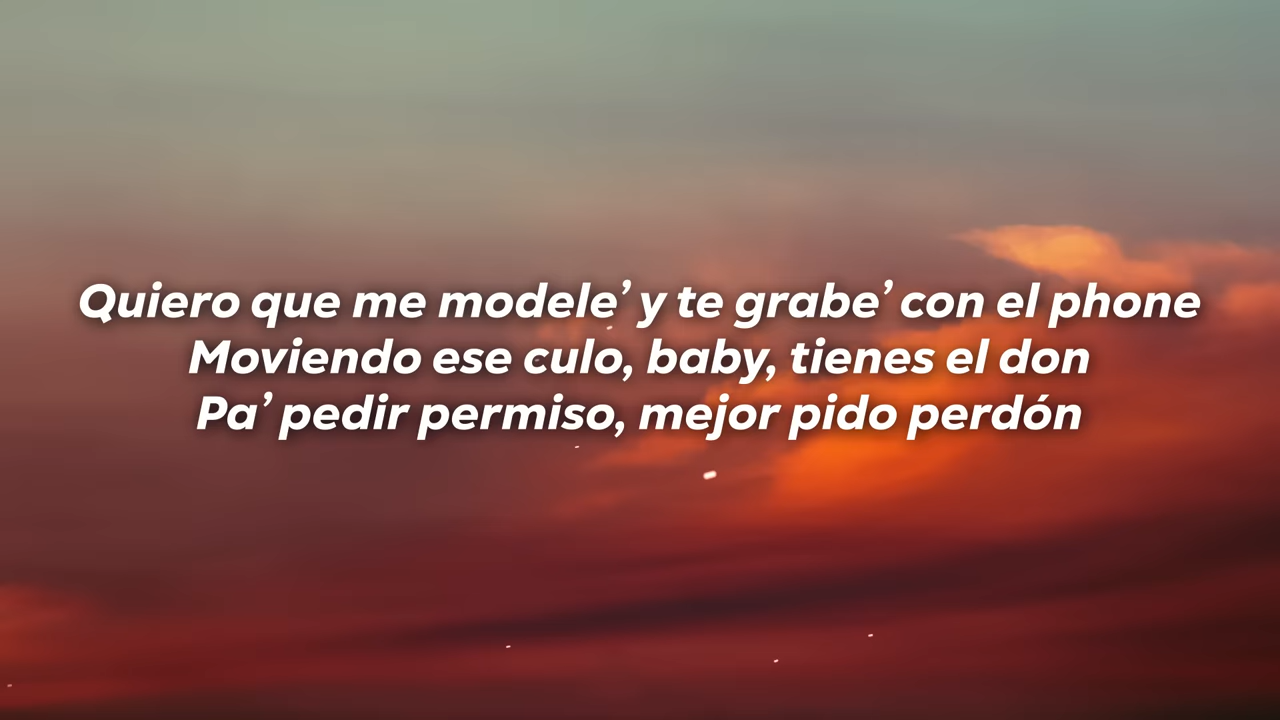 Quiero que me modele’ y te grabe’ con el phone
Moviendo ese culo, baby, tienes el don
Pa’ pedir permiso, mejor pido perdón